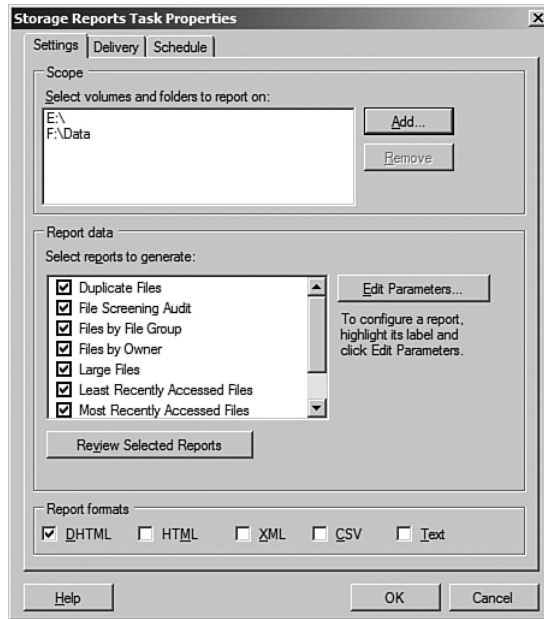 Storage Reports Task Properties
Settings Delivery Schedule
Scope
Select volumes and folders to report on:
E:\
F:\Data
Add...
Remove
Report data
Select reports to generate:
Duplicate Files
File Screening Audit
Files by File Group
Files by Owner
Large Files
Least Recently Accessed Files
Most Recently Accessed Files
Edit Parameters...
To configure a report,
highlight its label and
click Edit Parameters.
Review Selected Reports
Report formats
DHTML HTML XML CSV Text
Help OK Cancel